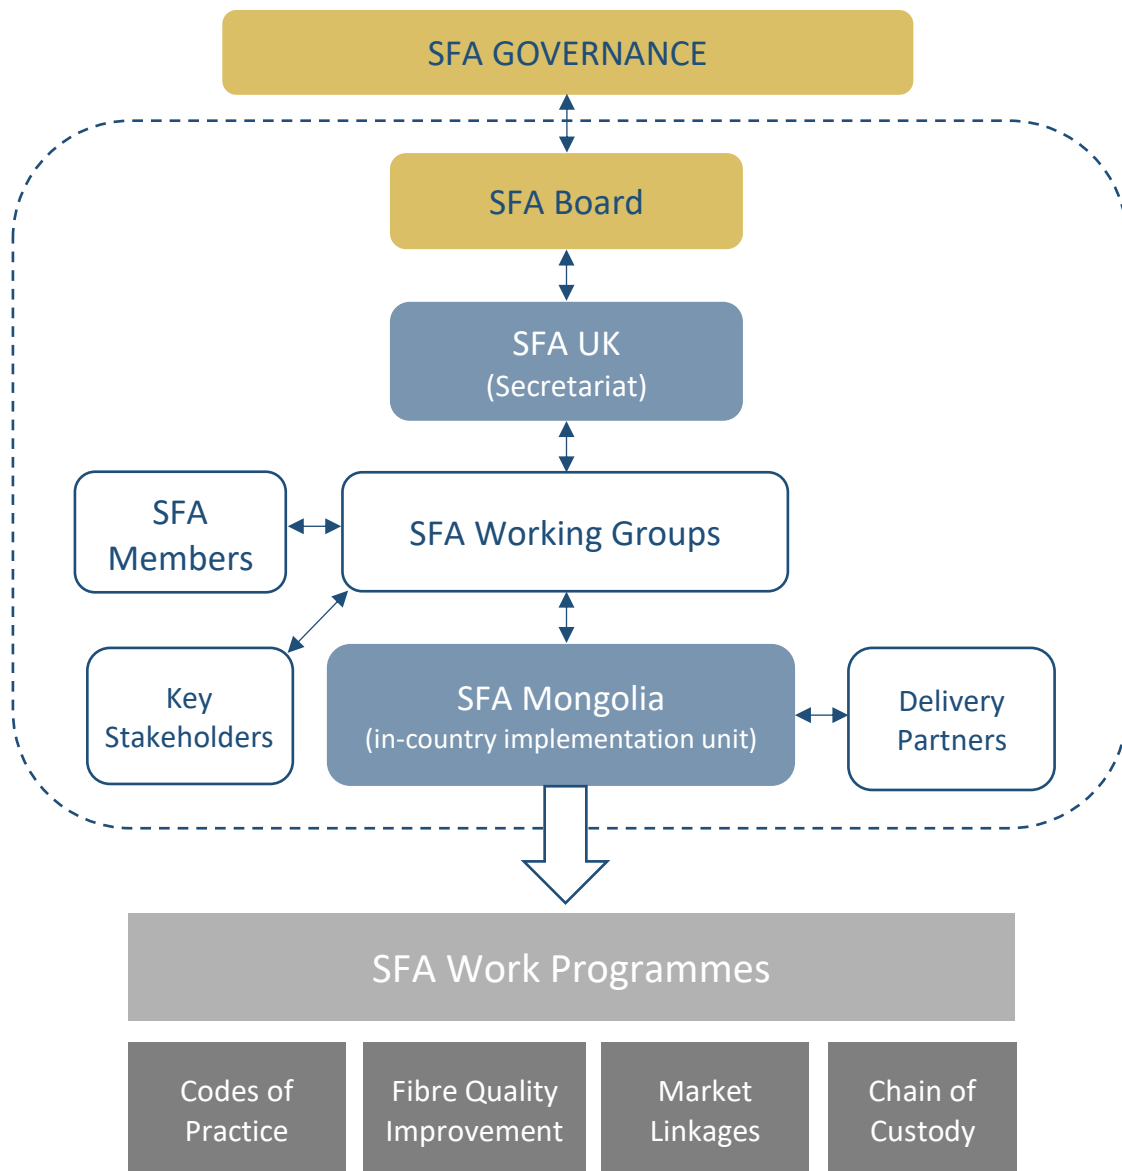 SFA GOVERNANCE
SFA Board
SFA UK
(Secretariat)
SFA
Members
SFA Working Groups
Key
Stakeholders
SFA Mongolia
(in-country implementation unit)
Delivery
Partners
SFA Work Programmes
Codes of
Practice
Fibre Quality
Improvement
Market
Linkages
Chain of
Custody